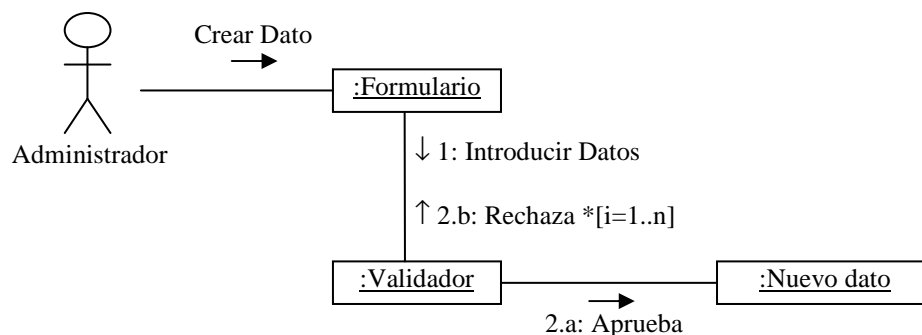 Crear Dato
:Formulario
Administrador
↓ 1: Introducir Datos
↑ 2.b: Rechaza *[i=1..n]
:Validador
:Nuevo dato
2.a: Aprueba